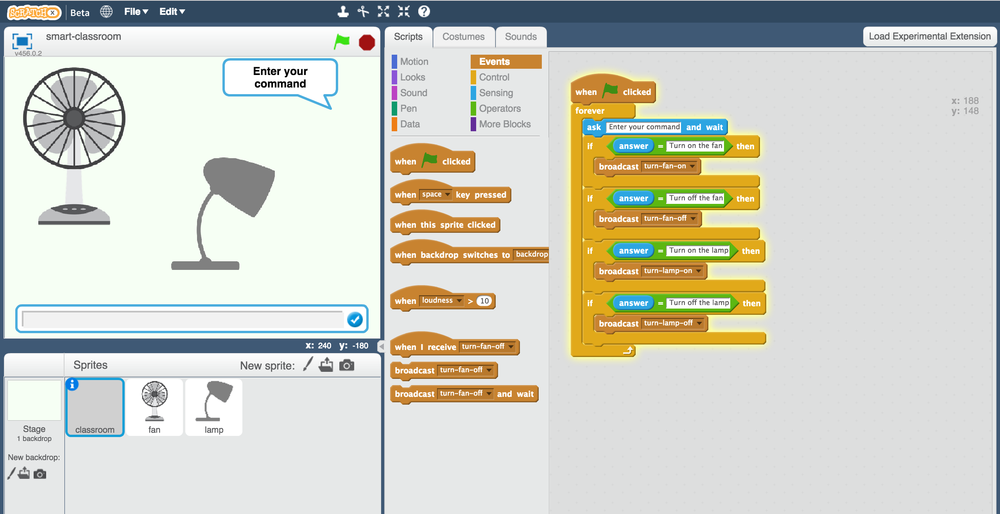 SCRATCH x Beta File Edit ?
smart-classroom
v456.0.2
Enter your
command
x: 240 y: -180
Sprites New sprite:
i
classroom fan lamp
Stage
1 backdrop
New backdrop:
Scripts Costumes Sounds
Load Experimental Extension
Motion Events
Looks Control
Sound Sensing
Pen Operators
Data More Blocks
when clicked
when space key pressed
when this sprite clicked
when backdrop switches to backdrop
when loudness > 10
when I receive turn-fan-off
broadcast turn-fan-off
broadcast turn-fan-off and wait
when clicked
forever
ask Enter your command and wait
if answer = Turn on the fan then
broadcast turn-fan-on
if answer = Turn off the fan then
broadcast turn-fan-off
if answer = Turn on the lamp then
broadcast turn-lamp-on
if answer = Turn off the lamp then
broadcast turn-lamp-off
x: 188
y: 148